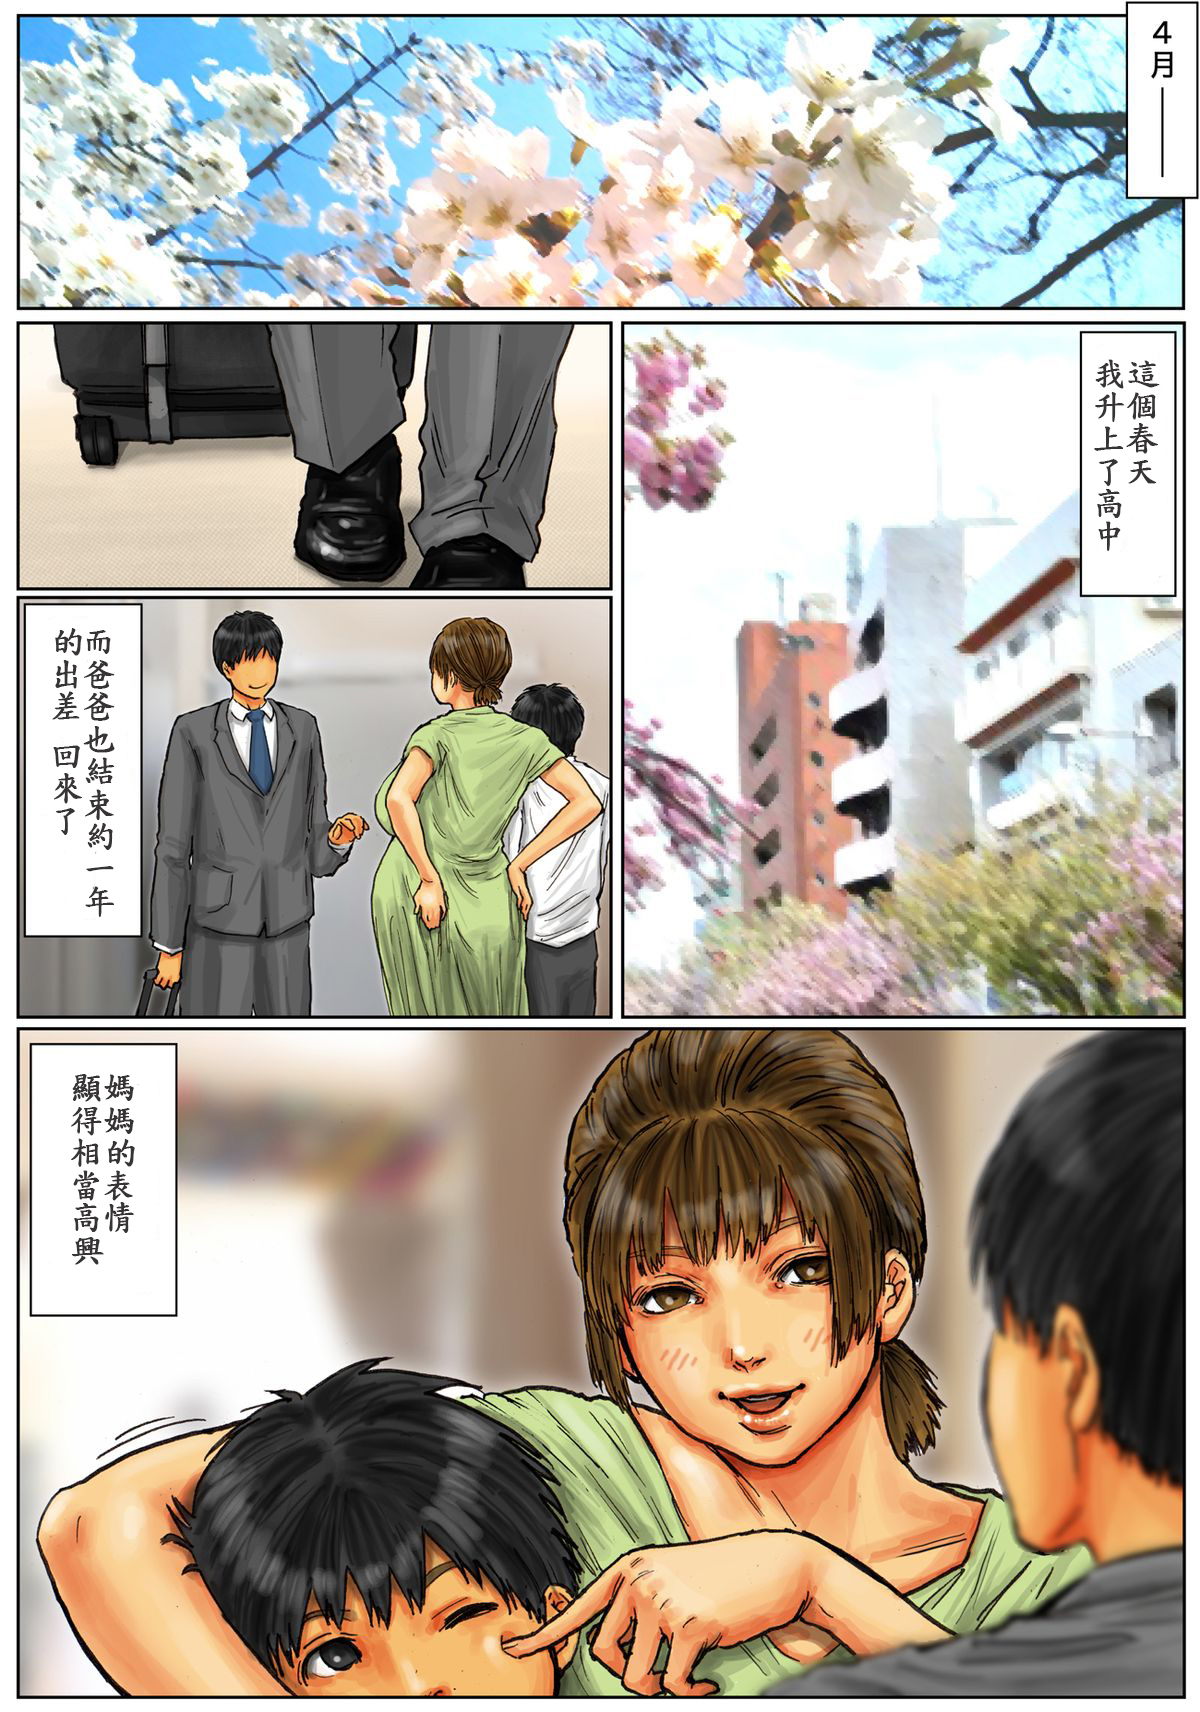 4月——
這個春天
我升上了高中
而爸爸也結束約一年
的出差 回來了
媽媽的表情
顯得相當高興